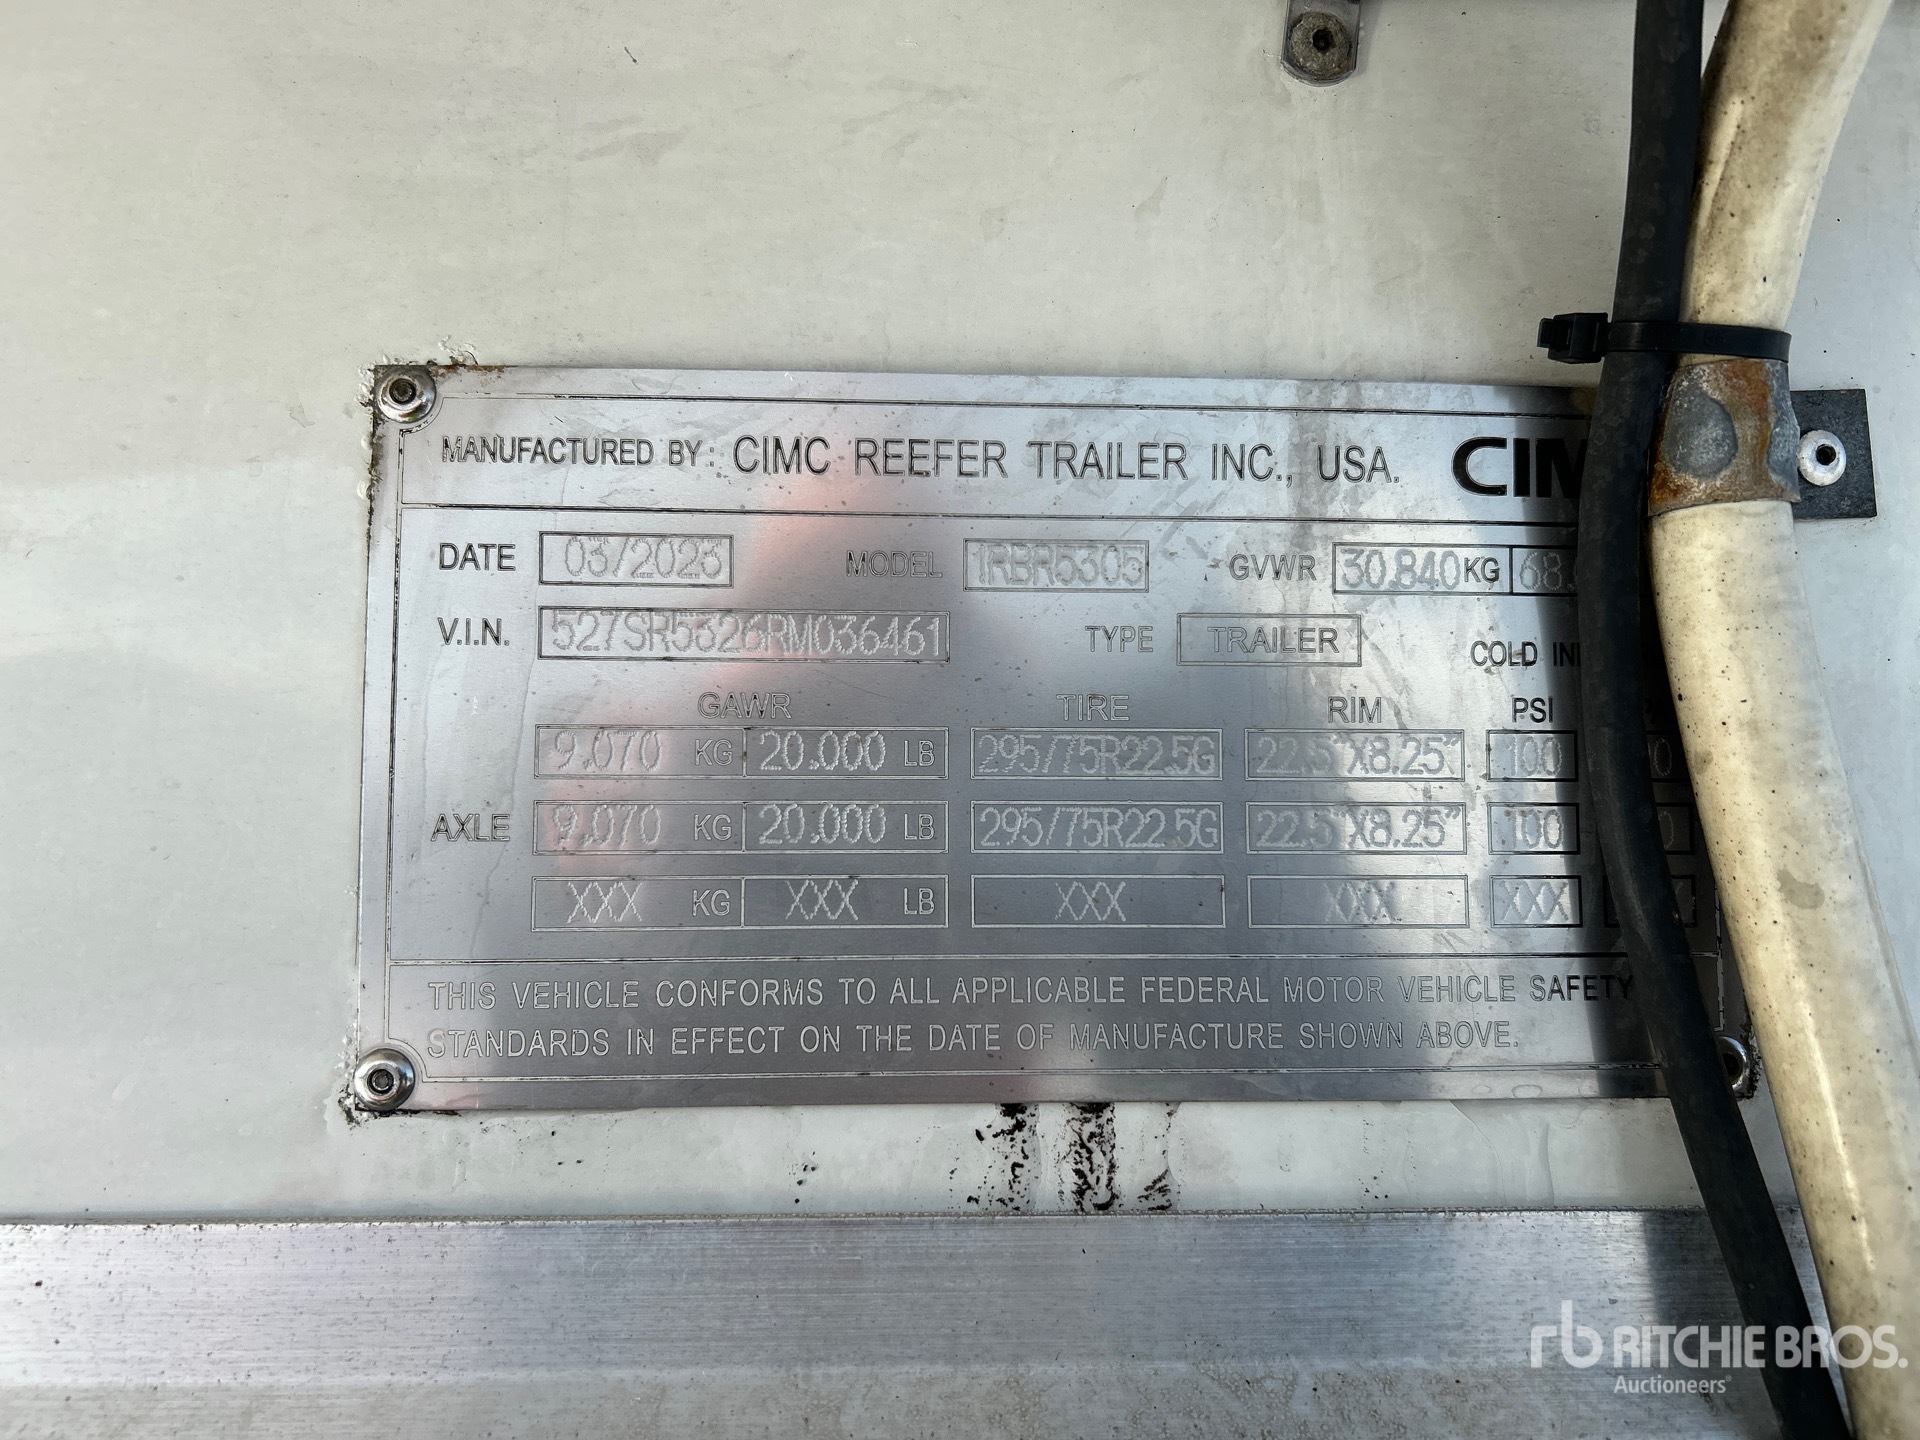 MANUFACTURED BY: CIMC REEFER TRAILER INC., USA.
DATE 03/2023 MODEL 1RBR5305 GVWR 30.840 KG
V.I.N. 527SR5326RM036461 TYPE TRAILER COLD
GAWR TIRE RIM PSI
9.070 KG 20.000 LB 295/75R22.5G 22.5"X8.25" 100
AXLE 9.070 KG 20.000 LB 295/75R22.5G 22.5"X8.25" 100
XXX KG XXX LB XXX XXX XXX
THIS VEHICLE CONFORMS TO ALL APPLICABLE FEDERAL MOTOR VEHICLE SAFETY
STANDARDS IN EFFECT ON THE DATE OF MANUFACTURE SHOWN ABOVE.
rb RITCHIE BROS.
Auctioneers